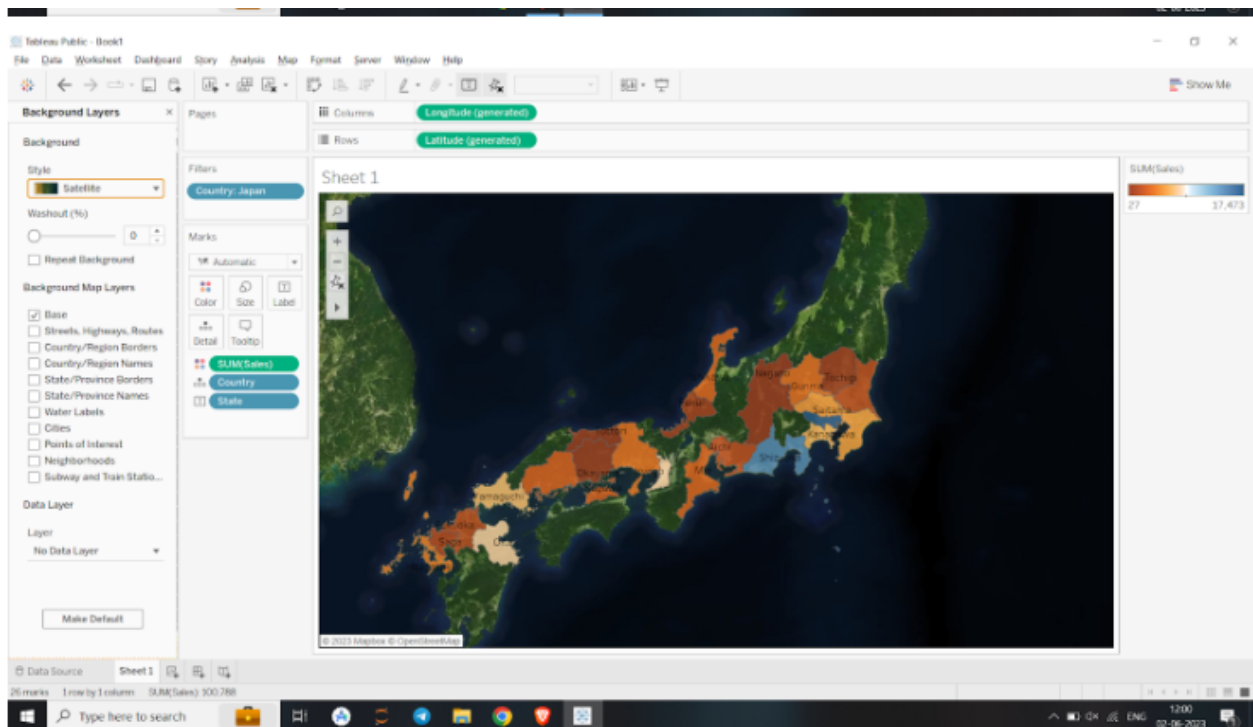 Tableau Public - Book1
File Data Worksheet Dashboard Story Analysis Map Format Server Window Help
Show Me
Background Layers
Background
Style
Satellite
Washout (%)
0
Repeat Background
Background Map Layers
Base
Streets, Highways, Routes
Country/Region Borders
Country/Region Names
State/Province Borders
State/Province Names
Water Labels
Cities
Points of Interest
Neighborhoods
Subway and Train Statio...
Data Layer
Layer
No Data Layer
Make Default
Pages
Filters
Country: Japan
Marks
Automatic
Color Size Label
Detail Tooltip
SUM(Sales)
Country
State
Columns Longitude (generated)
Rows Latitude (generated)
Sheet 1
Nagano
Gunma
Tochigi
Saitama
Yamaguchi
Saga
© 2023 Mapbox © OpenStreetMap
SUM(Sales)
27 17,473
Data Source Sheet 1
26 marks 1 row by 1 column SUM(Sales): 100,788
Type here to search
ENG
12:00
02-06-2023